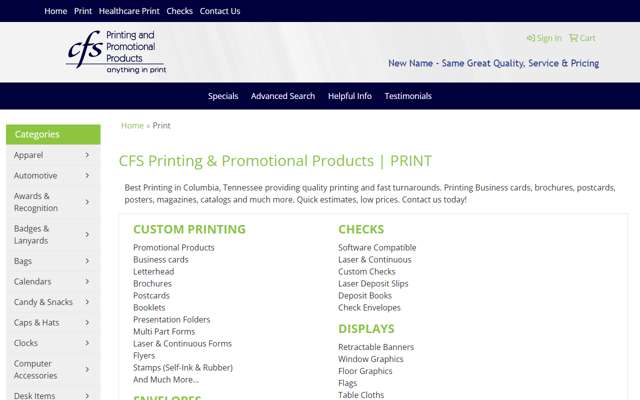 Home Print Healthcare Print Checks Contact Us
cfs Printing and
Promotional
Products
anything in print
Sign In Cart
New Name - Same Great Quality, Service & Pricing
Specials Advanced Search Helpful Info Testimonials
Categories
Apparel
Automotive
Awards &
Recognition
Badges &
Lanyards
Bags
Calendars
Candy & Snacks
Caps & Hats
Clocks
Computer
Accessories
Desk Items
Home » Print
CFS Printing & Promotional Products | PRINT
Best Printing in Columbia, Tennessee providing quality printing and fast turnarounds. Printing Business cards, brochures, postcards,
posters, magazines, catalogs and much more. Quick estimates, low prices. Contact us today!
CUSTOM PRINTING
Promotional Products
Business cards
Letterhead
Brochures
Postcards
Booklets
Presentation Folders
Multi Part Forms
Laser & Continuous Forms
Flyers
Stamps (Self-Ink & Rubber)
And Much More...
ENVELOPES
CHECKS
Software Compatible
Laser & Continuous
Custom Checks
Laser Deposit Slips
Deposit Books
Check Envelopes
DISPLAYS
Retractable Banners
Window Graphics
Floor Graphics
Flags
Table Cloths